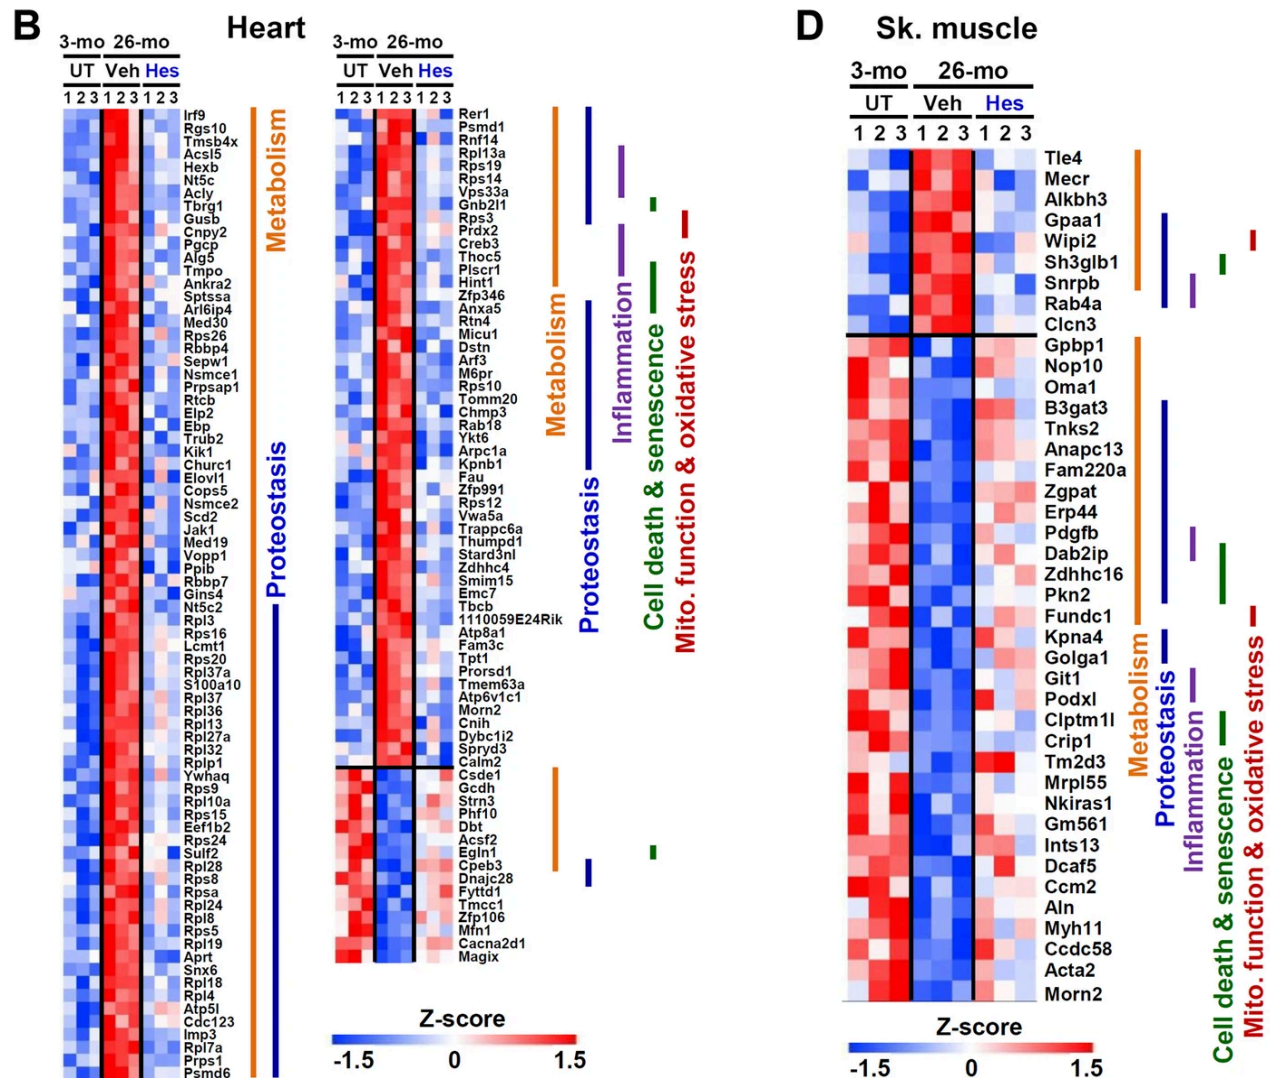 B
Heart
3-mo 26-mo
UT Veh Hes
1 2 3 1 2 3 1 2 3
Irf9
Rgs10
Tmsb4x
Acsl5
Hexb
Nt5c
Acly
Tbrg1
Gusb
Cnpy2
Pgcp
Alg5
Tmpo
Ankra2
Sptssa
Arl6ip4
Med30
Rps26
Rbbp4
Sepw1
Nsmce1
Prpsap1
Rtcb
Elp2
Ebp
Trub2
Kik1
Churc1
Elovl1
Cops5
Nsmce2
Scd2
Jak1
Med19
Vopp1
Ppib
Rbbp7
Gins4
Nt5c2
Rpl3
Rps16
Lcmt1
Rps20
Rpl37a
S100a10
Rpl37
Rpl36
Rpl13
Rpl27a
Rpl32
Rplp1
Ywhaq
Rps9
Rpl10a
Rps15
Eef1b2
Rps24
Sulf2
Rpl28
Rps8
Rpsa
Rpl24
Rpl8
Rps5
Rpl19
Aprt
Snx6
Rpl18
Rpl4
Atp5l
Cdc123
Imp3
Rpl7a
Prps1
Psmd6
Metabolism
Proteostasis
3-mo 26-mo
UT Veh Hes
1 2 3 1 2 3 1 2 3
Rer1
Psmd1
Rnf14
Rpl13a
Rps19
Rps14
Vps33a
Gnb2l1
Rps3
Prdx2
Creb3
Thoc5
Plscr1
Hint1
Zfp346
Anxa5
Rtn4
Micu1
Dstn
Arf3
M6pr
Rps10
Tomm20
Chmp3
Rab18
Ykt6
Arpc1a
Kpnb1
Fau
Zfp991
Rps12
Vwa5a
Trappc6a
Thumpd1
Stard3nl
Zdhhc4
Smim15
Emc7
Tbcb
1110059E24Rik
Atp8a1
Fam3c
Tpt1
Prorsd1
Tmem63a
Atp6v1c1
Morn2
Cnih
Dybc1i2
Spryd3
Calm2
Csde1
Gcdh
Strn3
Phf10
Dbt
Acsf2
Egln1
Cpeb3
Dnajc28
Fyttd1
Tmcc1
Zfp106
Mfn1
Cacna2d1
Magix
Metabolism
Proteostasis
Inflammation
Cell death & senescence
Mito. function & oxidative stress
Z-score
-1.5 0 1.5
D
Sk. muscle
3-mo 26-mo
UT Veh Hes
1 2 3 1 2 3 1 2 3
Tle4
Mecr
Alkbh3
Gpaa1
Wipi2
Sh3glb1
Snrpb
Rab4a
Clcn3
Gpbp1
Nop10
Oma1
B3gat3
Tnks2
Anapc13
Fam220a
Zgpat
Erp44
Pdgfb
Dab2ip
Zdhhc16
Pkn2
Fundc1
Kpna4
Golga1
Git1
Podxl
Clptm1l
Crip1
Tm2d3
Mrpl55
Nkiras1
Gm561
Ints13
Dcaf5
Ccm2
Aln
Myh11
Ccdc58
Acta2
Morn2
Metabolism
Proteostasis
Inflammation
Cell death & senescence
Mito. function & oxidative stress
Z-score
-1.5 0 1.5